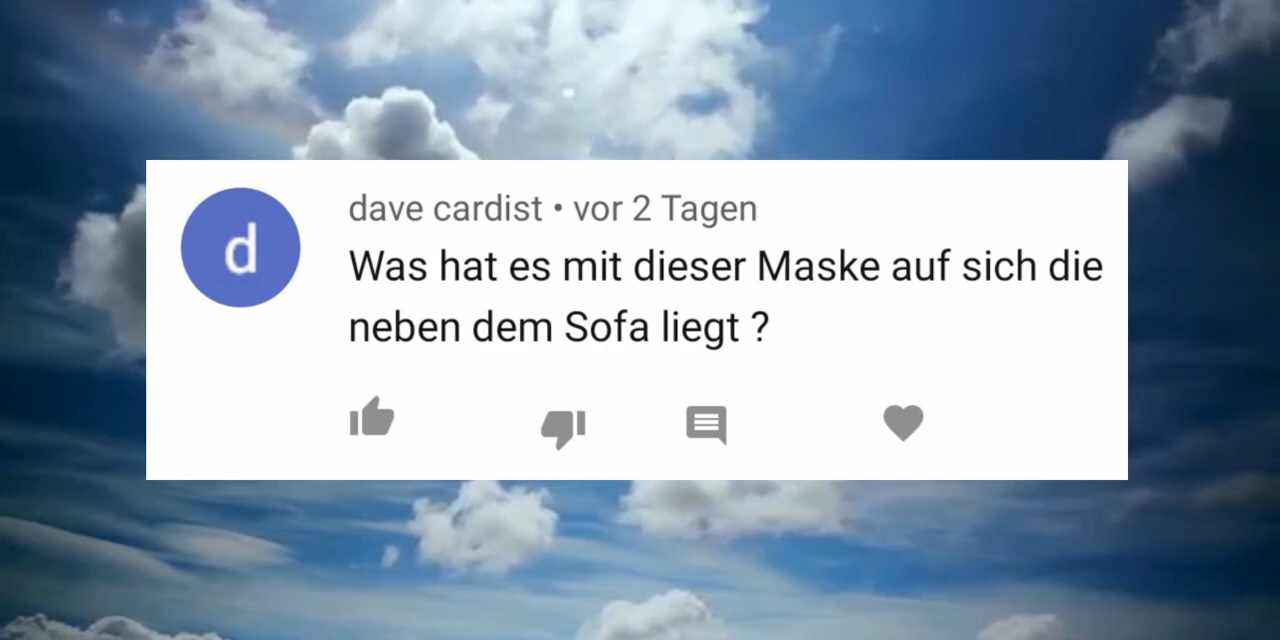 d
dave cardist • vor 2 Tagen
Was hat es mit dieser Maske auf sich die
neben dem Sofa liegt ?